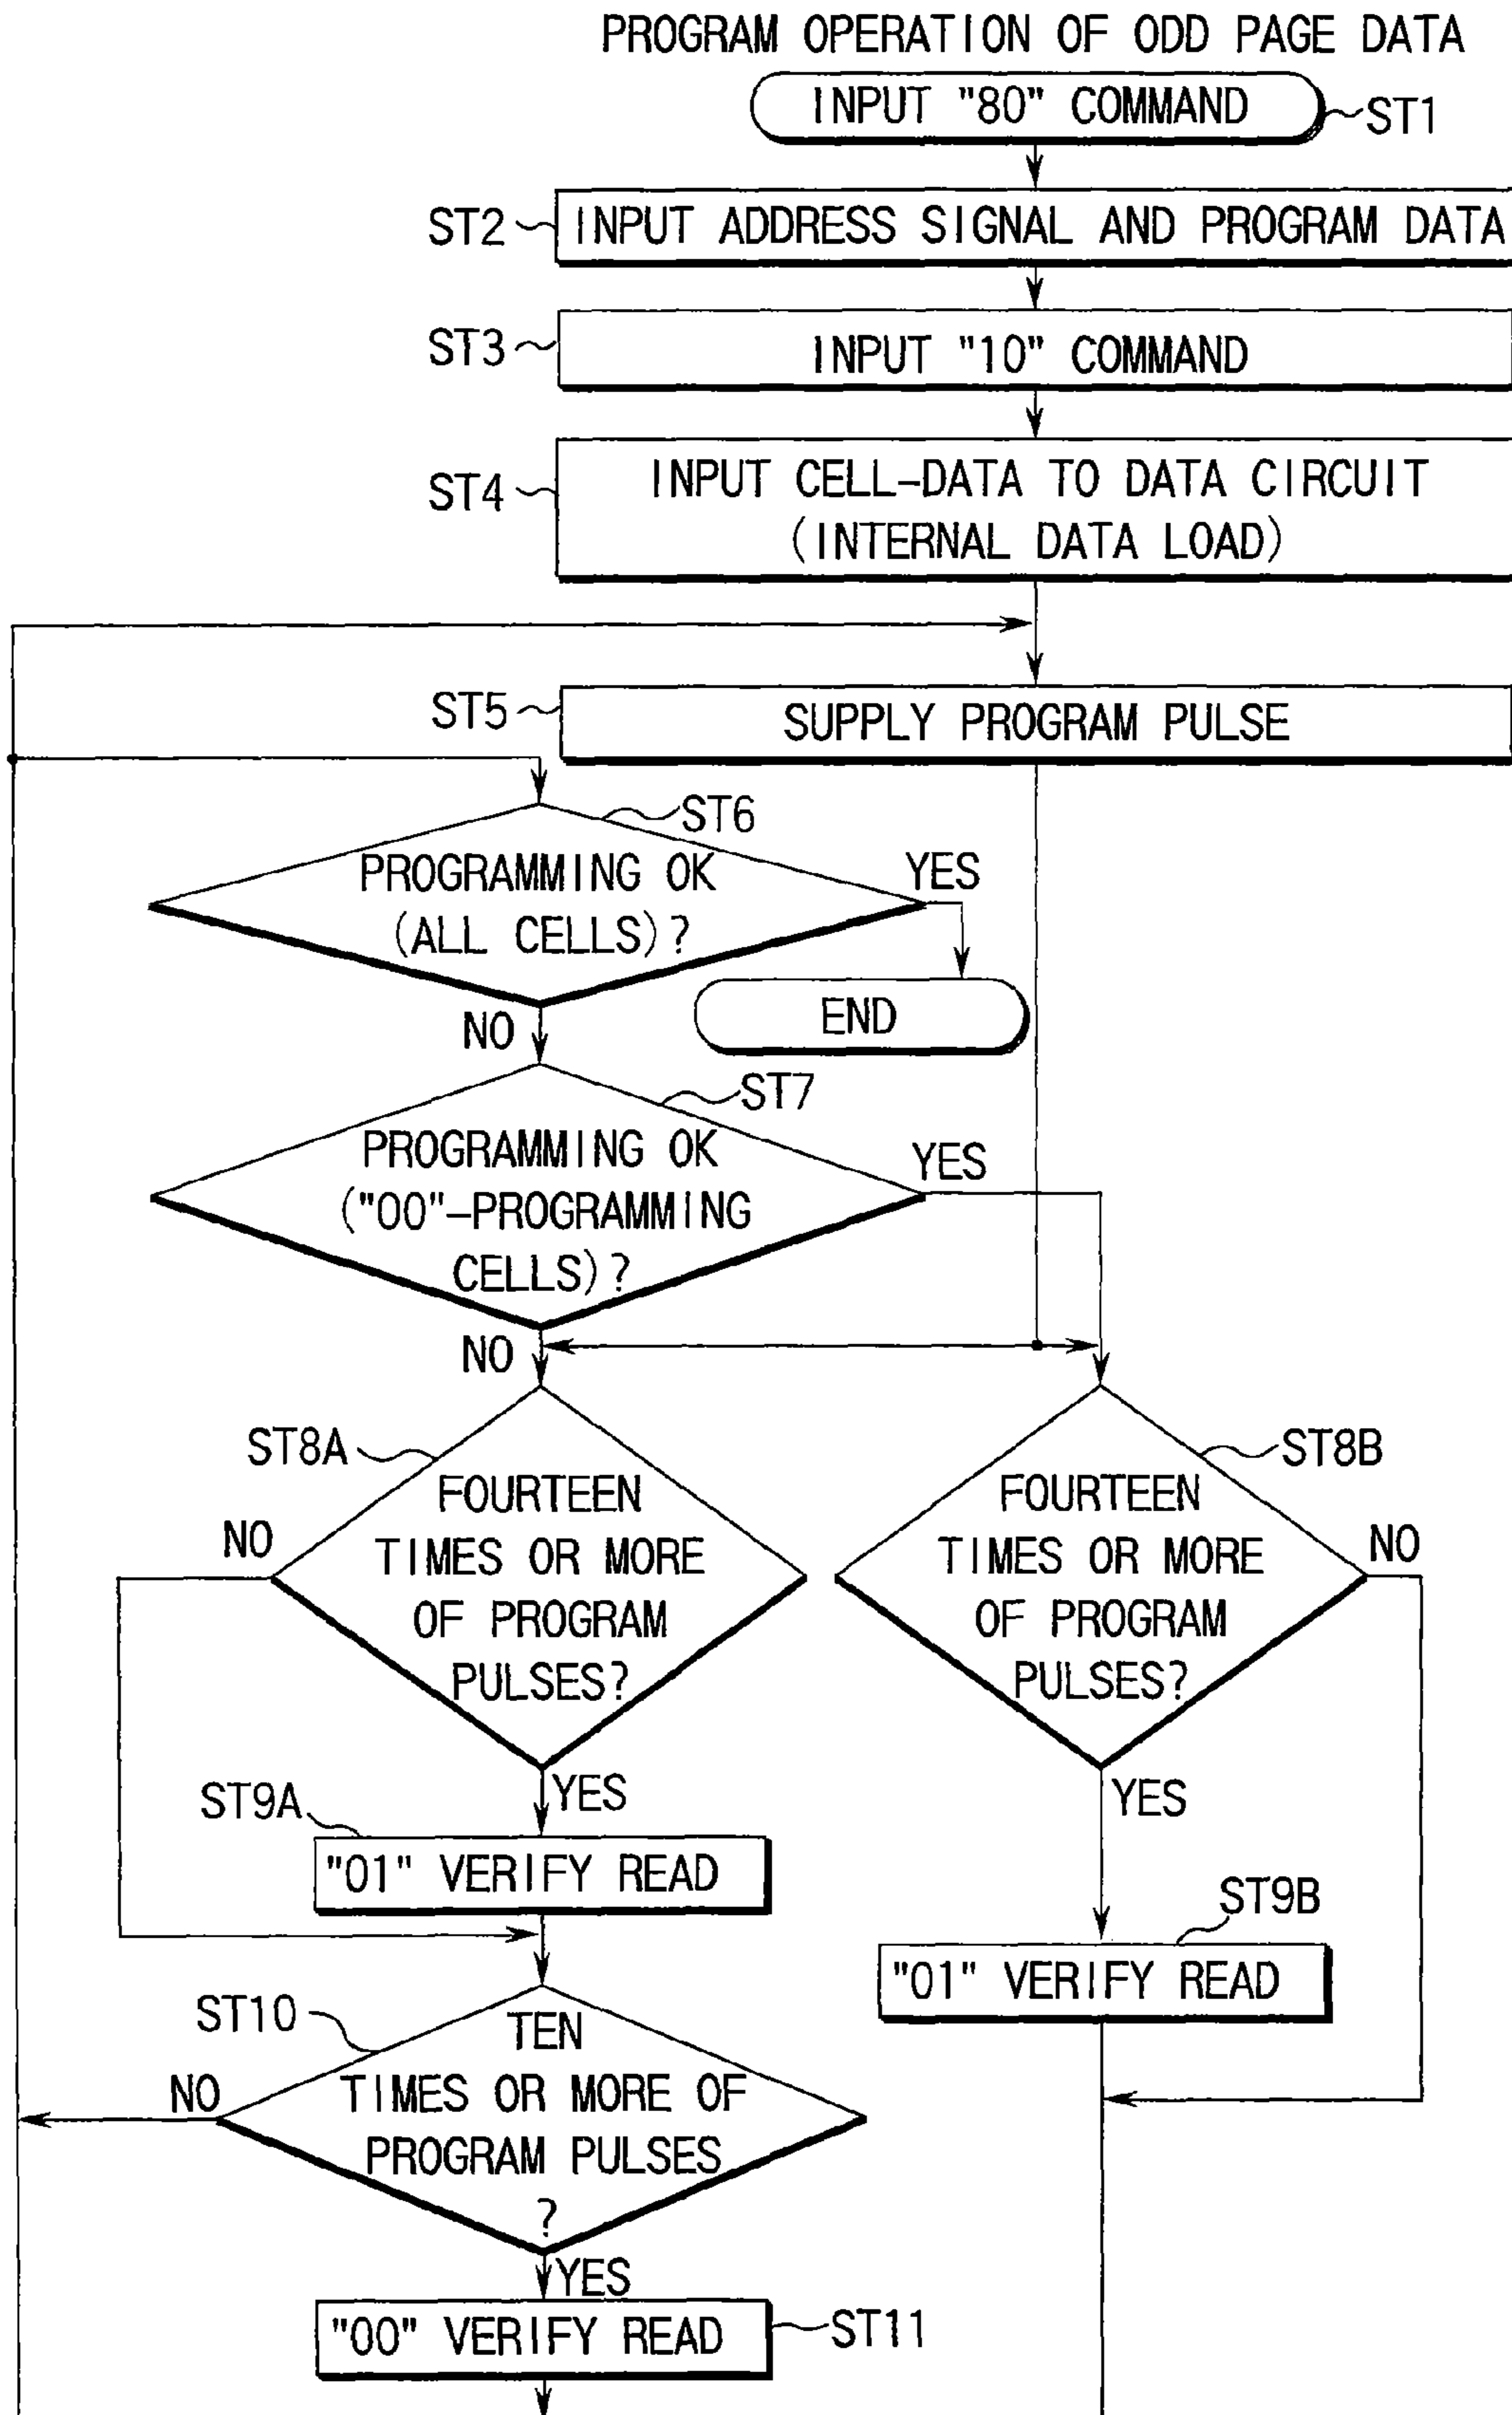 PROGRAM OPERATION OF ODD PAGE DATA
INPUT "80" COMMAND
ST1
ST2
INPUT ADDRESS SIGNAL AND PROGRAM DATA
ST3
INPUT "10" COMMAND
ST4
INPUT CELL-DATA TO DATA CIRCUIT
(INTERNAL DATA LOAD)
ST5
SUPPLY PROGRAM PULSE
ST6
PROGRAMMING OK
(ALL CELLS)?
YES
END
NO
ST7
PROGRAMMING OK
("00"-PROGRAMMING
CELLS)?
YES
NO
ST8A
FOURTEEN
TIMES OR MORE
OF PROGRAM
PULSES?
NO
YES
ST8B
FOURTEEN
TIMES OR MORE
OF PROGRAM
PULSES?
NO
YES
ST9A
"01" VERIFY READ
ST9B
"01" VERIFY READ
ST10
TEN
TIMES OR MORE OF
PROGRAM PULSES
?
NO
YES
"00" VERIFY READ
ST11